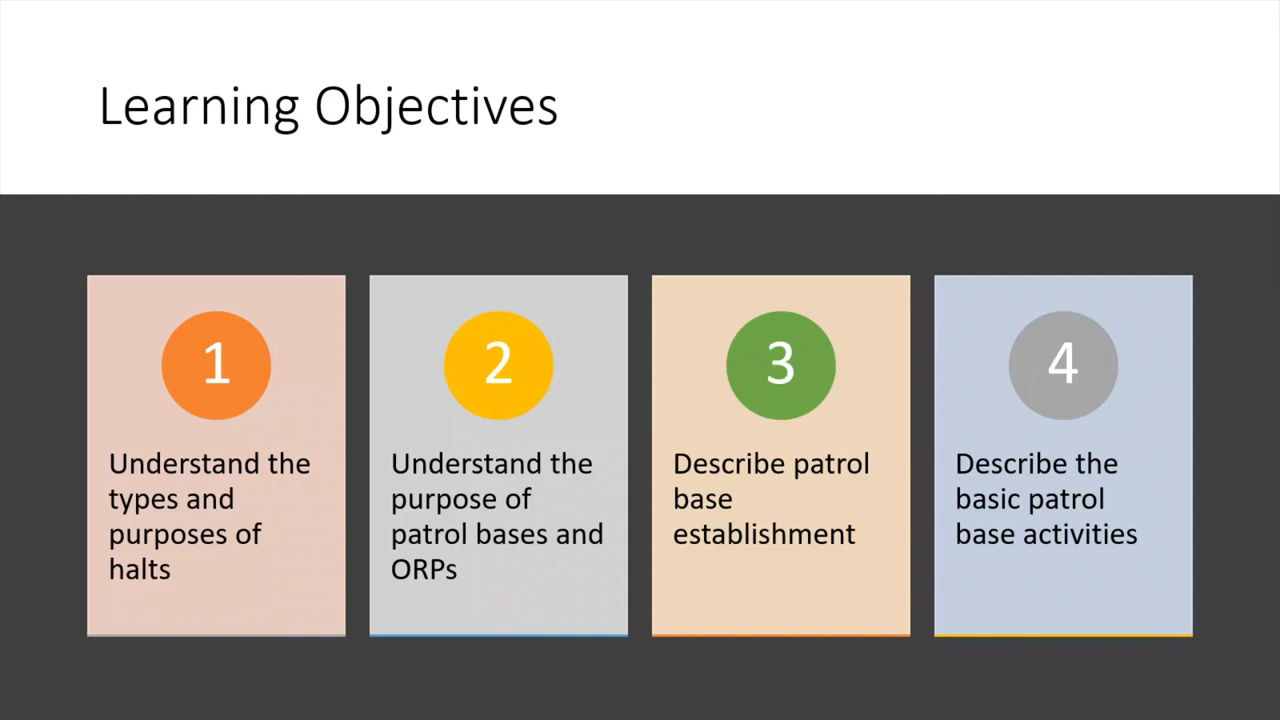 Learning Objectives
1
Understand the
types and
purposes of
halts
2
Understand the
purpose of
patrol bases and
ORPs
3
Describe patrol
base
establishment
4
Describe the
basic patrol
base activities